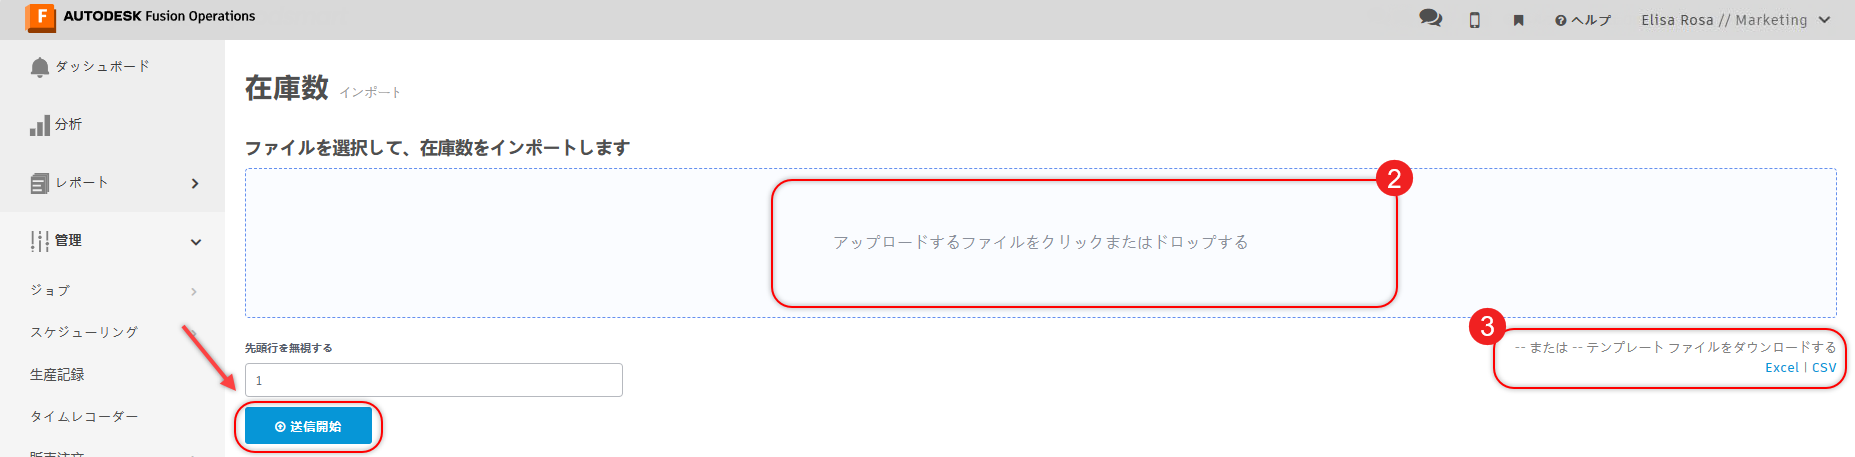 AUTODESK Fusion Operations
ヘルプ
Elisa Rosa // Marketing
ダッシュボード
分析
レポート
管理
ジョブ
スケジューリング
生産記録
タイムレコーダー
販売注文
在庫数 インポート
ファイルを選択して、在庫数をインポートします
2
アップロードするファイルをクリックまたはドロップする
3
-- または -- テンプレート ファイルをダウンロードする
Excel | CSV
先頭行を無視する
1
送信開始